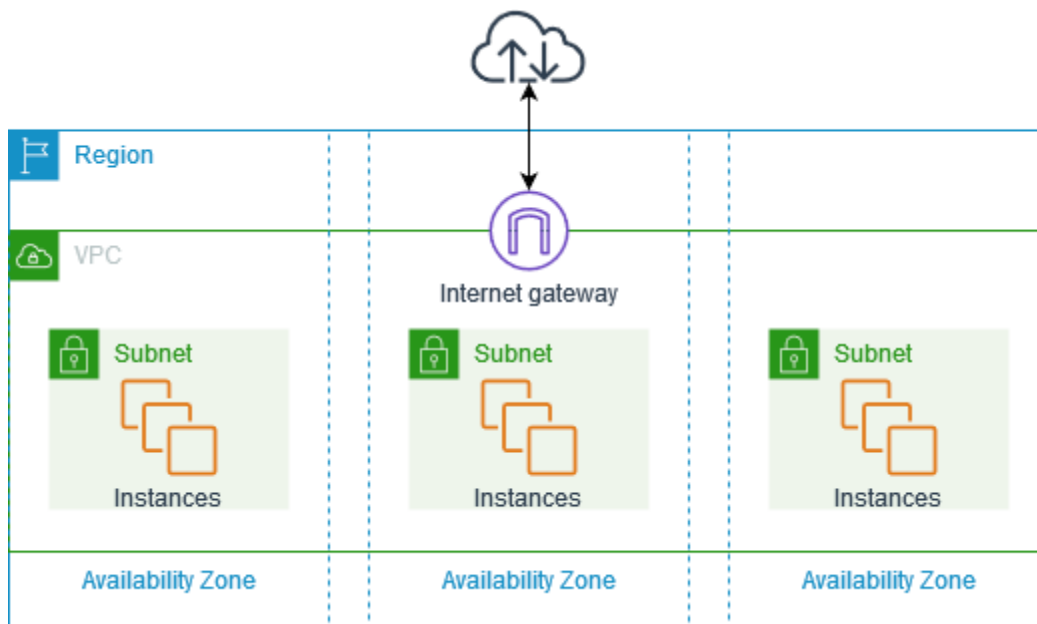 Region
VPC
Internet gateway
Subnet
Subnet
Subnet
Instances
Instances
Instances
Availability Zone
Availability Zone
Availability Zone